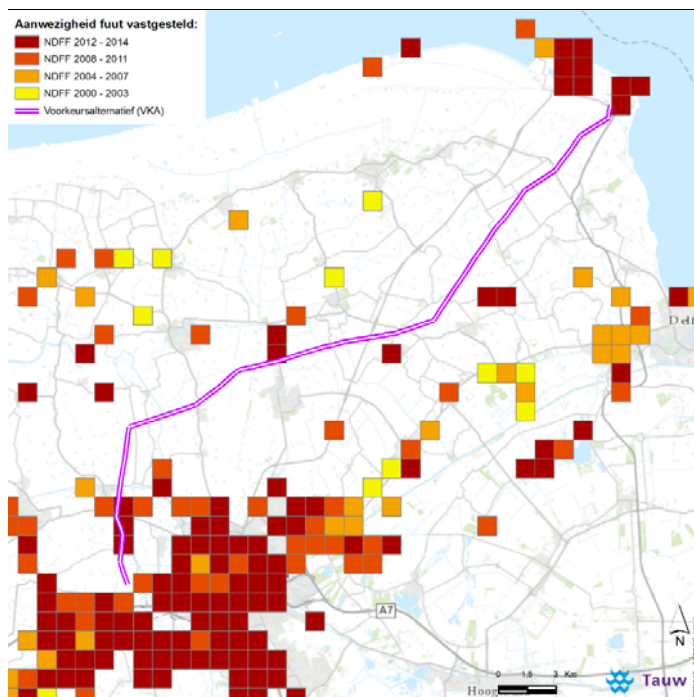 Aanwezigheid fuut vastgesteld:
NDFF 2012 - 2014
NDFF 2008 - 2011
NDFF 2004 - 2007
NDFF 2000 - 2003
Voorkeursalternatief (VKA)
Delf
A7
N
0 1.5 3 Km
Hoog
Tauw